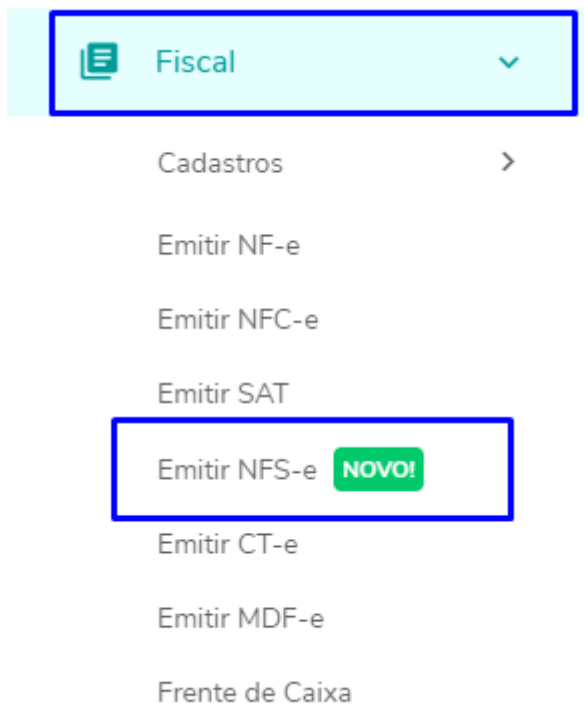 Fiscal
Cadastros
Emitir NF-e
Emitir NFC-e
Emitir SAT
Emitir NFS-e NOVO!
Emitir CT-e
Emitir MDF-e
Frente de Caixa